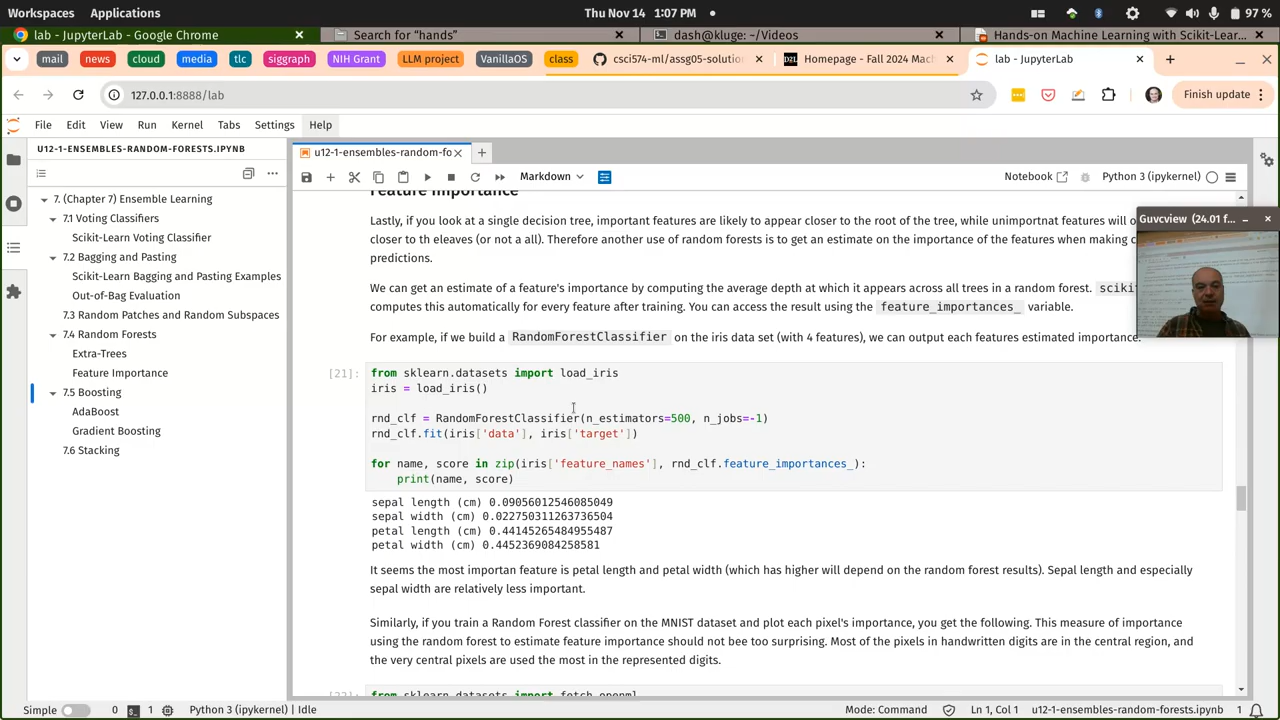 Workspaces Applications Thu Nov 14 1:07 PM 97 %
lab - JupyterLab - Google Chrome Search for “hands” dash@kluge: ~/Videos Hands-on Machine Learning with Scikit-Lear...
mail news cloud media tlc siggraph NIH Grant LLM project VanillaOS class csci574-ml/assg05-solutio Homepage - Fall 2024 Mac lab - JupyterLab
127.0.0.1:8888/lab Finish update
File Edit View Run Kernel Tabs Settings Help
U12-1-ENSEMBLES-RANDOM-FORESTS.IPYNB
7. (Chapter 7) Ensemble Learning
7.1 Voting Classifiers
Scikit-Learn Voting Classifier
7.2 Bagging and Pasting
Scikit-Learn Bagging and Pasting Examples
Out-of-Bag Evaluation
7.3 Random Patches and Random Subspaces
7.4 Random Forests
Extra-Trees
Feature Importance
7.5 Boosting
AdaBoost
Gradient Boosting
7.6 Stacking
u12-1-ensembles-random-fo
Markdown Notebook Python 3 (ipykernel)
Guvcview (24.01 f...
Feature Importance
Lastly, if you look at a single decision tree, important features are likely to appear closer to the root of the tree, while unimportnat features will o
closer to th eleaves (or not a all). Therefore another use of random forests is to get an estimate on the importance of the features when making c
predictions.
We can get an estimate of a feature's importance by computing the average depth at which it appears across all trees in a random forest. scikit
computes this automatically for every feature after training. You can access the result using the feature_importances_ variable.
For example, if we build a RandomForestClassifier on the iris data set (with 4 features), we can output each features estimated importance.
[21]: from sklearn.datasets import load_iris
iris = load_iris()
rnd_clf = RandomForestClassifier(n_estimators=500, n_jobs=-1)
rnd_clf.fit(iris['data'], iris['target'])
for name, score in zip(iris['feature_names'], rnd_clf.feature_importances_):
print(name, score)
sepal length (cm) 0.09056012546085049
sepal width (cm) 0.022750311263736504
petal length (cm) 0.44145265484955487
petal width (cm) 0.4452369084258581
It seems the most importan feature is petal length and petal width (which has higher will depend on the random forest results). Sepal length and especially
sepal width are relatively less important.
Similarly, if you train a Random Forest classifier on the MNIST dataset and plot each pixel's importance, you get the following. This measure of importance
using the random forest to estimate feature importance should not bee too surprising. Most of the pixels in handwritten digits are in the central region, and
the very central pixels are used the most in the represented digits.
from sklearn.datasets import fetch_openml
Simple 0 1 Python 3 (ipykernel) | Idle Mode: Command Ln 1, Col 1 u12-1-ensembles-random-forests.ipynb 1